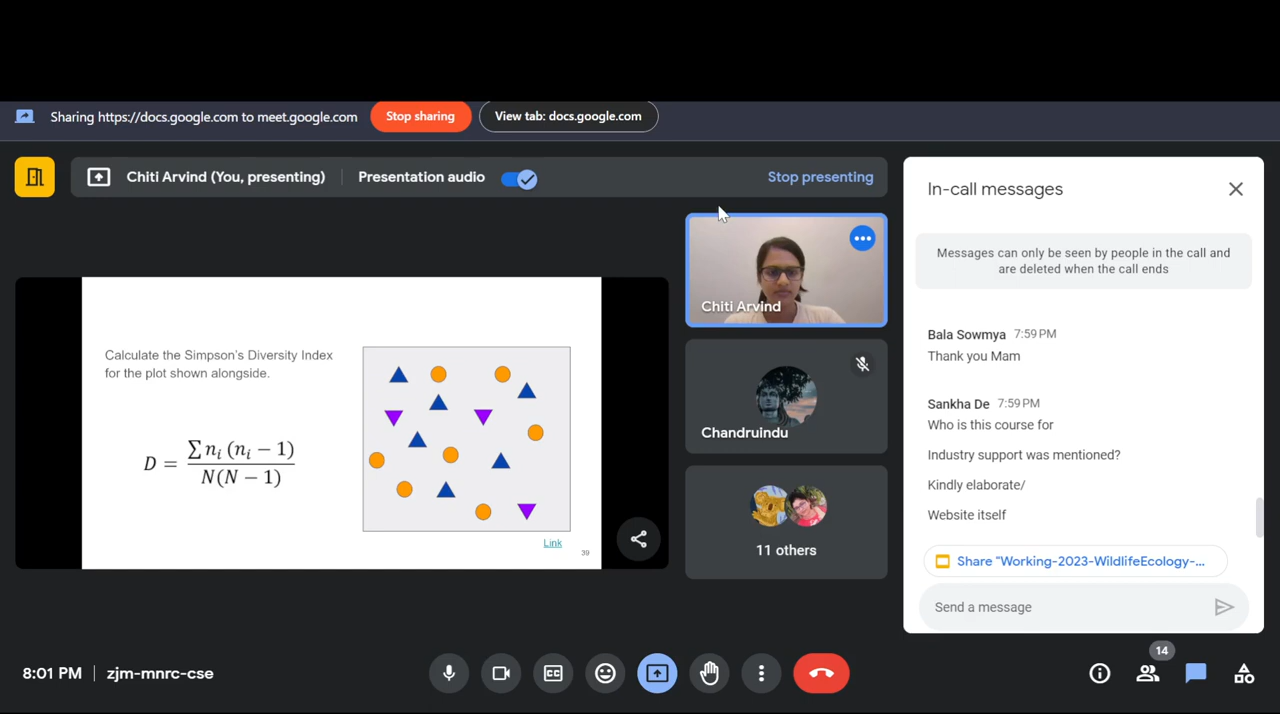 Sharing https://docs.google.com to meet.google.com
Stop sharing
View tab: docs.google.com
Chiti Arvind (You, presenting)
Presentation audio
Stop presenting
Calculate the Simpson's Diversity Index
for the plot shown alongside.
D = ∑ nᵢ (nᵢ − 1)
N(N − 1)
Link
39
Chiti Arvind
Chandruindu
11 others
In-call messages
Messages can only be seen by people in the call and
are deleted when the call ends
Bala Sowmya 7:59 PM
Thank you Mam
Sankha De 7:59 PM
Who is this course for
Industry support was mentioned?
Kindly elaborate/
Website itself
Share "Working-2023-WildlifeEcology-...
Send a message
8:01 PM
zjm-mnrc-cse
CC
14